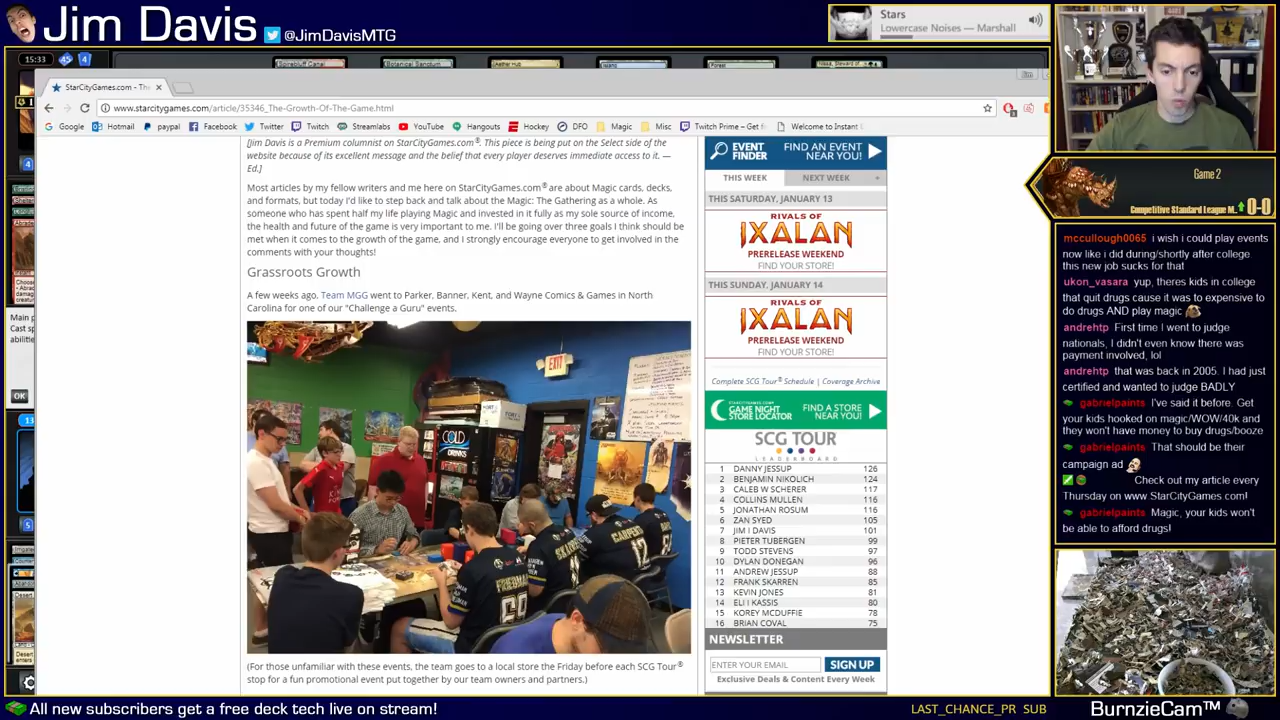 Jim Davis
@JimDavisMTG
Stars
Lowercase Noises — Marshall
15:33
45
4
Aether Hub
Island
Forest
StarCityGames.com - The
Jim
www.starcitygames.com/article/35346_The-Growth-Of-The-Game.html
Google
Hotmail
paypal
Facebook
Twitter
Twitch
Streamlabs
YouTube
Hangouts
Hockey
DFO
Magic
Misc
Twitch Prime – Get
Welcome to Instant
[Jim Davis is a Premium columnist on StarCityGames.com®. This piece is being put on the Select side of the
website because of its excellent message and the belief that every player deserves immediate access to it. —
Ed.]
Most articles by my fellow writers and me here on StarCityGames.com® are about Magic cards, decks,
and formats, but today I'd like to step back and talk about the Magic: The Gathering as a whole. As
someone who has spent half my life playing Magic and invested in it fully as my sole source of income,
the health and future of the game is very important to me. I'll be going over three goals I think should be
met when it comes to the growth of the game, and I strongly encourage everyone to get involved in the
comments with your thoughts!
Grassroots Growth
A few weeks ago, Team MGG went to Parker, Banner, Kent, and Wayne Comics & Games in North
Carolina for one of our "Challenge a Guru" events.
EXIT
COLD
DRINKS
FRIEDMAN
69
(For those unfamiliar with these events, the team goes to a local store the Friday before each SCG Tour®
stop for a fun promotional event put together by our team owners and partners.)
EVENT
FINDER
FIND AN EVENT
NEAR YOU!
THIS WEEK
NEXT WEEK
+
THIS SATURDAY, JANUARY 13
RIVALS OF
IXALAN
PRERELEASE WEEKEND
FIND YOUR STORE!
THIS SUNDAY, JANUARY 14
RIVALS OF
IXALAN
PRERELEASE WEEKEND
FIND YOUR STORE!
Complete SCG Tour® Schedule | Coverage Archive
STARCITYGAMES.COM
GAME NIGHT
STORE LOCATOR
FIND A STORE
NEAR YOU!
SCG TOUR
LEADERBOARD
1 DANNY JESSUP 126
2 BENJAMIN NIKOLICH 124
3 CALEB W SCHERER 117
4 COLLINS MULLEN 116
5 JONATHAN ROSUM 116
6 ZAN SYED 105
7 JIM I DAVIS 101
8 PIETER TUBERGEN 99
9 TODD STEVENS 97
10 DYLAN DONEGAN 96
11 ANDREW JESSUP 88
12 FRANK SKARREN 85
13 KEVIN JONES 81
14 ELI I KASSIS 80
15 KOREY MCDUFFIE 78
16 BRIAN COVAL 75
NEWSLETTER
ENTER YOUR EMAIL
SIGN UP
Exclusive Deals & Content Every Week
Main p
Cast sp
abilitie
OK
Game 2
Competitive Standard League M..
0-0
mccullough0065 i wish i could play events
now like i did during/shortly after college
this new job sucks for that
ukon_vasara yup, theres kids in college
that quit drugs cause it was to expensive to
do drugs AND play magic
andrehtp First time I went to judge
nationals, I didn't even know there was
payment involved, lol
andrehtp that was back in 2005. I had just
certified and wanted to judge BADLY
gabrielpaints I've said it before. Get
your kids hooked on magic/WOW/40k and
they won't have money to buy drugs/booze
gabrielpaints That should be their
campaign ad
Check out my article every
Thursday on www StarCityGames.com!
gabrielpaints Magic, your kids won't
be able to afford drugs!
All new subscribers get a free deck tech live on stream!
LAST_CHANCE_PR SUB
BurnzieCam™